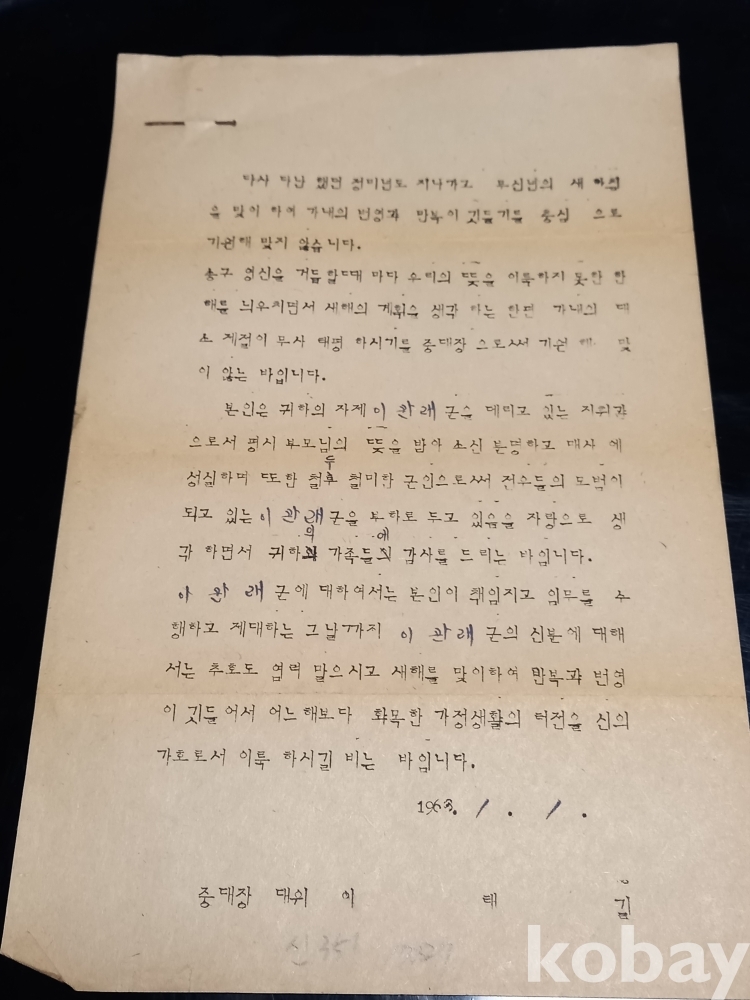 다사 다난 했던 정미년도 지나가고 무신년의 새 아침
을 맞이 하여 가내의 번영과 만복이 깃들기를 충심 으로
기원해 맞지 않습니다.
송구 영신을 거듭할때 마다 우리의 뜻을 이룩하지 못한 한
해를 늬우치면서 새해의 계획을 생각 하는 한편 가내의 대
소 제절이 무사 태평 하시기를 중대장 으로써 기원 해 맞
이 않는 바입니다.
본인은 귀하의 자제 이관래 군을 데리고 있는 지휘관
으로서 평시 부모님의 뜻을 받아 소신 분명하고 매사 에
성실하며 또한 철두 철미한 군인으로써 전우들의 모범이
되고 있는 이관래 군을 부하로 두고 있음을 자랑으로 생
각 하면서 귀하의 가족들에 감사를 드리는 바입니다.
이 관 래 군에 대하여서는 본인이 책임지고 임무를 수
행하고 제대하는 그날까지 이 관래 군의 신분에 대해
서는 추호도 염려 말으시고 새해를 맞이하여 만복과 번영
이 깃들어서 어느해보다 화목한 가정생활의 터전을 신의
가호로서 이룩 하시길 비는 바입니다.
1968. 1. 1.
중대장 대위 이 태 길
kobay